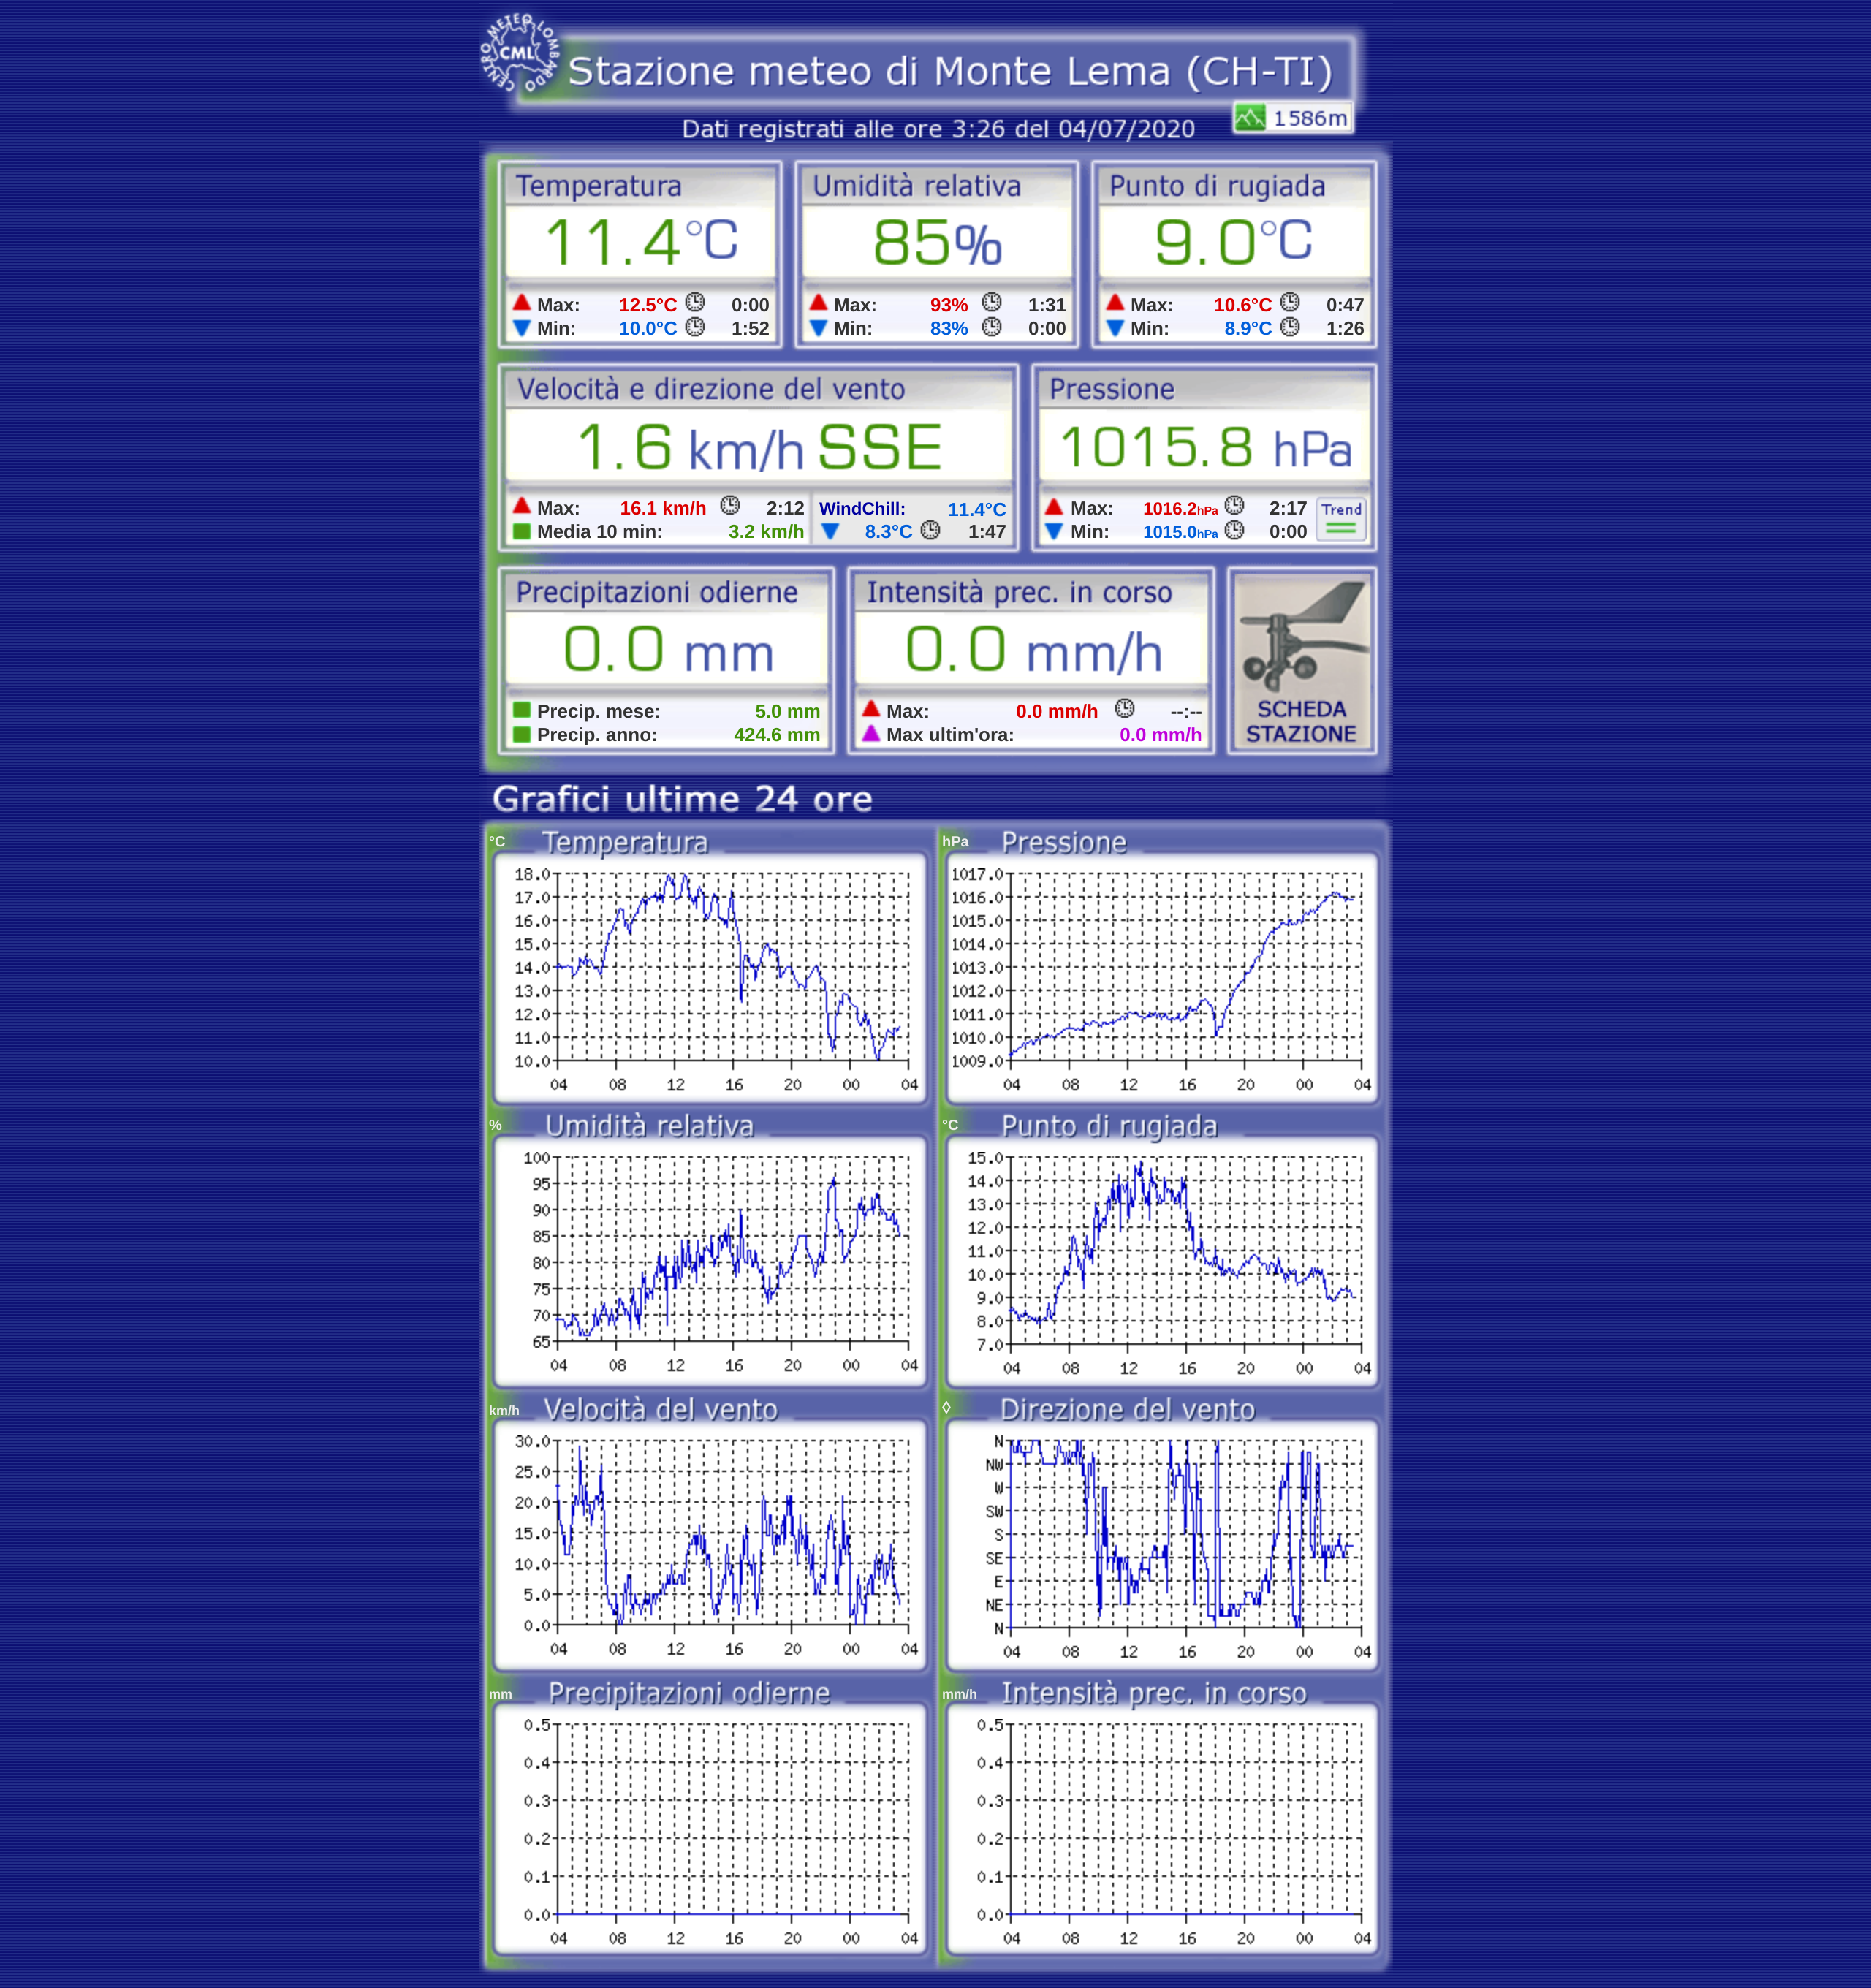 CENTRO METEO LOMBARDO
CML
Stazione meteo di Monte Lema (CH-TI)
1586m
Dati registrati alle ore 3:26 del 04/07/2020
Temperatura Umidità relativa Punto di rugiada
11.4°C 85% 9.0°C
Max: 12.5°C 0:00 Max: 93% 1:31 Max: 10.6°C 0:47
Min: 10.0°C 1:52 Min: 83% 0:00 Min: 8.9°C 1:26
Velocità e direzione del vento Pressione
1.6 km/h SSE 1015.8 hPa
Max: 16.1 km/h 2:12 WindChill: 11.4°C Max: 1016.2hPa 2:17 Trend
Media 10 min: 3.2 km/h 8.3°C 1:47 Min: 1015.0hPa 0:00
Precipitazioni odierne Intensità prec. in corso
0.0 mm 0.0 mm/h
Precip. mese: 5.0 mm Max: 0.0 mm/h --:-- SCHEDA
Precip. anno: 424.6 mm Max ultim'ora: 0.0 mm/h STAZIONE
Grafici ultime 24 ore
°C Temperatura
18.0
17.0
16.0
15.0
14.0
13.0
12.0
11.0
10.0
04 08 12 16 20 00 04
hPa Pressione
1017.0
1016.0
1015.0
1014.0
1013.0
1012.0
1011.0
1010.0
1009.0
04 08 12 16 20 00 04
% Umidità relativa
100
95
90
85
80
75
70
65
04 08 12 16 20 00 04
°C Punto di rugiada
15.0
14.0
13.0
12.0
11.0
10.0
9.0
8.0
7.0
04 08 12 16 20 00 04
km/h Velocità del vento
30.0
25.0
20.0
15.0
10.0
5.0
0.0
04 08 12 16 20 00 04
◊ Direzione del vento
N
NW
W
SW
S
SE
E
NE
N
04 08 12 16 20 00 04
mm Precipitazioni odierne
0.5
0.4
0.3
0.2
0.1
0.0
04 08 12 16 20 00 04
mm/h Intensità prec. in corso
0.5
0.4
0.3
0.2
0.1
0.0
04 08 12 16 20 00 04